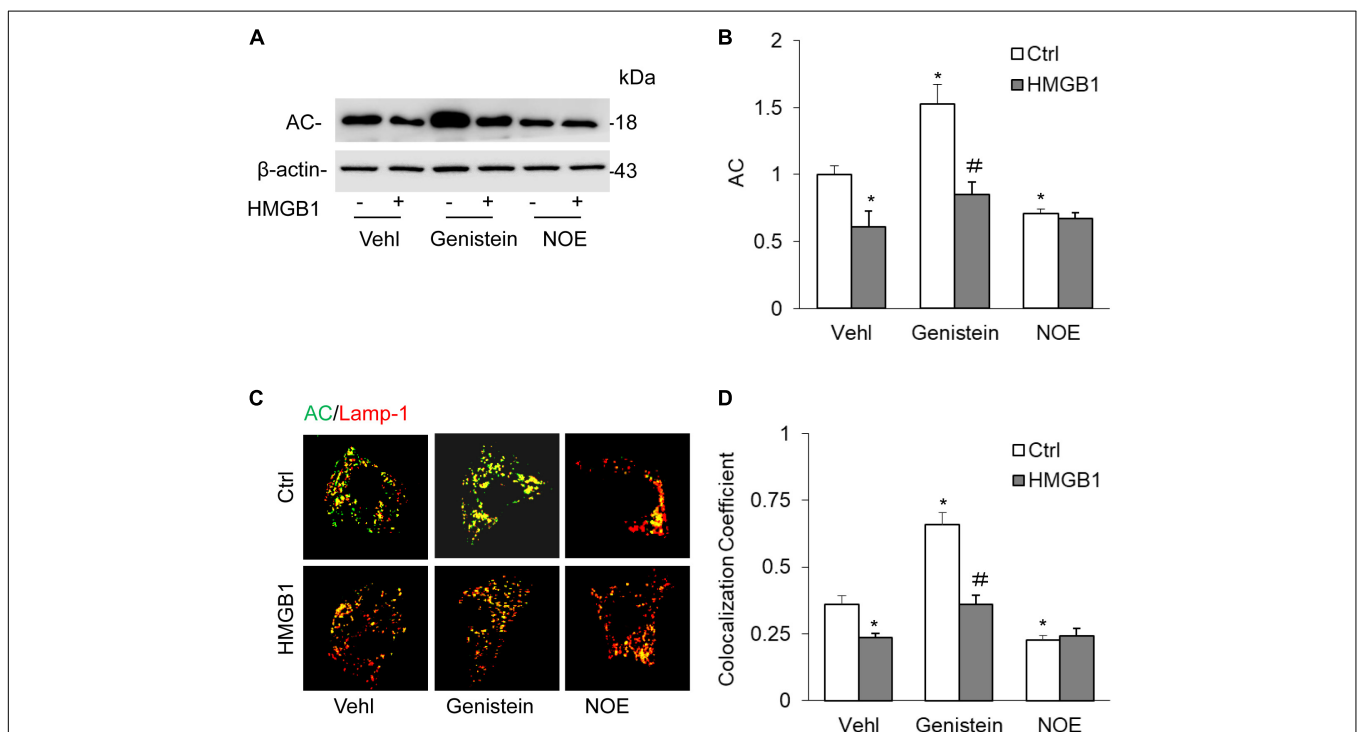 A
kDa
AC-
-18
β-actin-
-43
HMGB1
- + - + - +
Vehl Genistein NOE
B
Ctrl
HMGB1
2
1.5
1
0.5
0
AC
*
*
*
#
*
Vehl Genistein NOE
C
AC/Lamp-1
Ctrl
HMGB1
Vehl Genistein NOE
D
Ctrl
HMGB1
1
0.75
0.5
0.25
0
Colocalization Coefficient
*
*
#
*
Vehl Genistein NOE